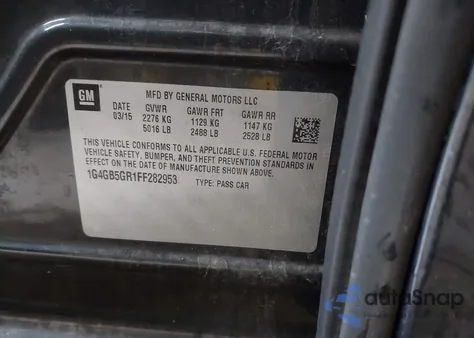 GM
MFD BY GENERAL MOTORS LLC
DATE GVWR GAWR FRT GAWR RR
03/15 2276 KG 1129 KG 1147 KG
5016 LB 2488 LB 2528 LB
THIS VEHICLE CONFORMS TO ALL APPLICABLE U.S. FEDERAL MOTOR
VEHICLE SAFETY, BUMPER, AND THEFT PREVENTION STANDARDS IN
EFFECT ON THE DATE OF MANUFACTURE SHOWN ABOVE.
1G4GB5GR1FF282953 TYPE: PASS CAR
autoSnap